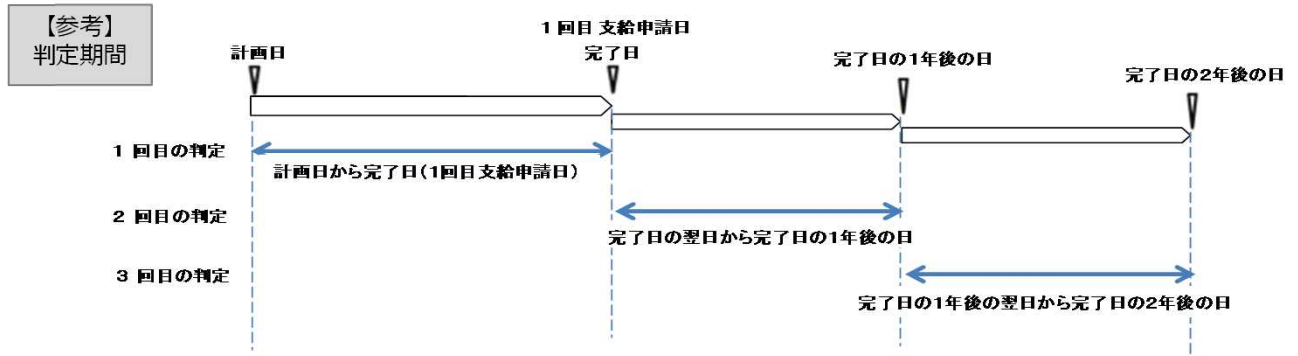 【参考】
判定期間
計画日
1回目 支給申請日
完了日
完了日の1年後の日
完了日の2年後の日
1 回目の判定
計画日から完了日(1回目支給申請日)
2 回目の判定
完了日の翌日から完了日の1年後の日
3 回目の判定
完了日の1年後の翌日から完了日の2年後の日